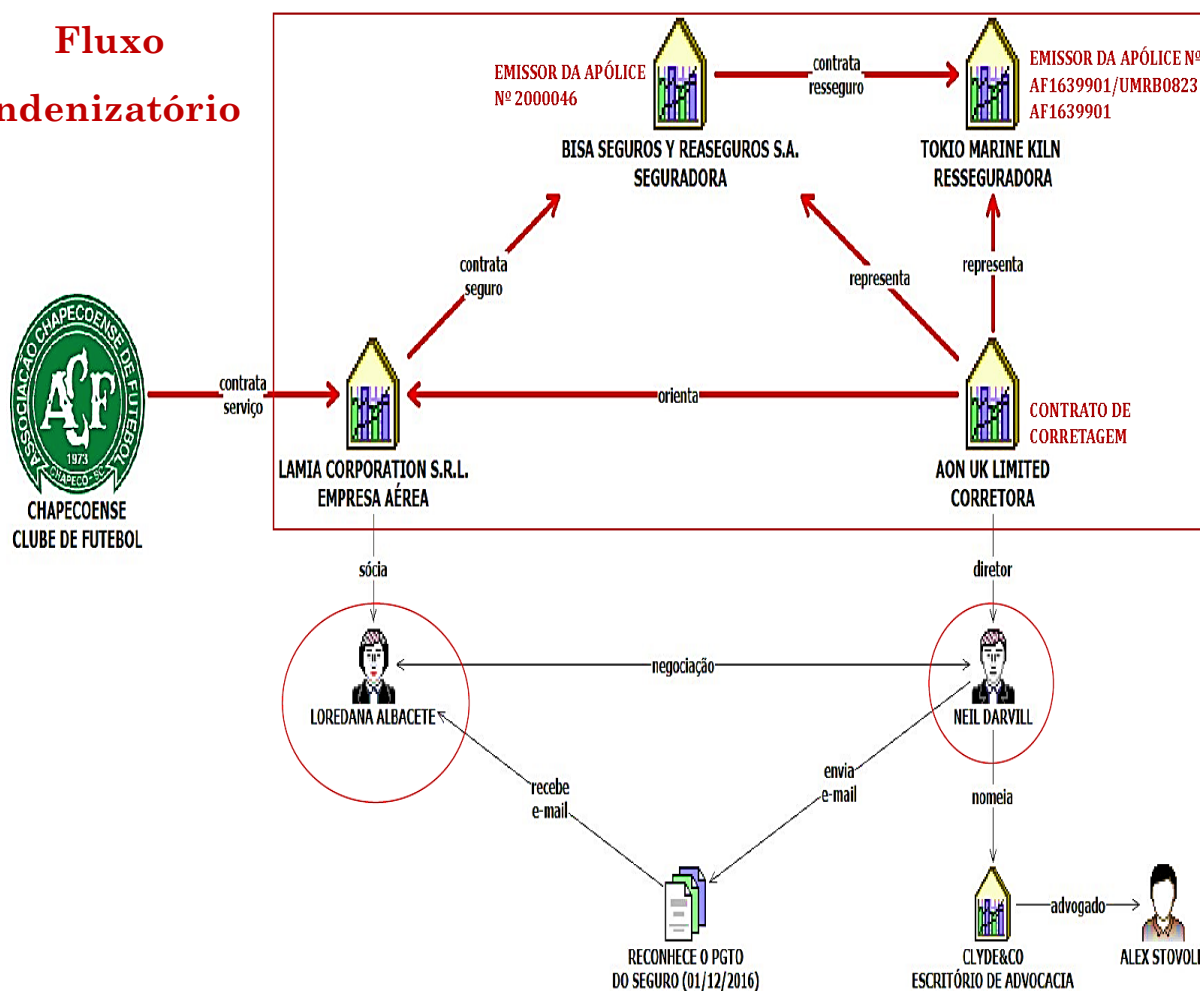 Fluxo
ndenizatório
EMISSOR DA APÓLICE
Nº 2000046
contrata
resseguro
EMISSOR DA APÓLICE Nº
AF1639901/UMRB0823
AF1639901
BISA SEGUROS Y REASEGUROS S.A.
SEGURADORA
TOKIO MARINE KILN
RESSEGURADORA
contrata
seguro
representa
representa
ASSOCIAÇÃO CHAPECOENSE DE FUTEBOL
ACF
1973
CHAPECÓ-SC
contrata
serviço
orienta
CONTRATO DE
CORRETAGEM
LAMIA CORPORATION S.R.L.
EMPRESA AÉREA
AON UK LIMITED
CORRETORA
CHAPECOENSE
CLUBE DE FUTEBOL
sócia
diretor
negociação
LOREDANA ALBACETE
NEIL DARVILL
recebe
e-mail
envia
e-mail
nomeia
advogado
RECONHECE O PGTO
DO SEGURO (01/12/2016)
CLYDE&CO
ESCRITÓRIO DE ADVOCACIA
ALEX STOVOLD